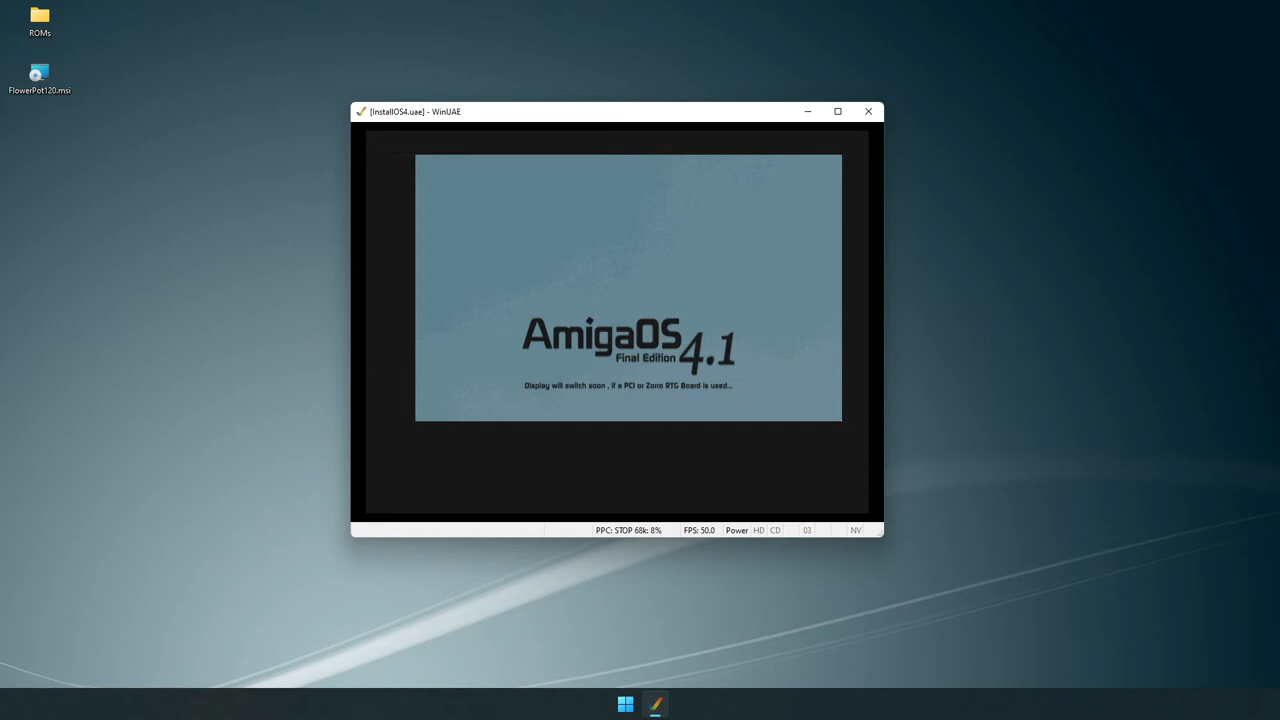 ROMs
FlowerPot120.msi
[InstallOS4.uae] - WinUAE
AmigaOS 4.1
Final Edition
Display will switch soon , if a PCI or Zorro RTG Board is used...
PPC: STOP 68k: 8% FPS: 50.0 Power HD CD 03 NV